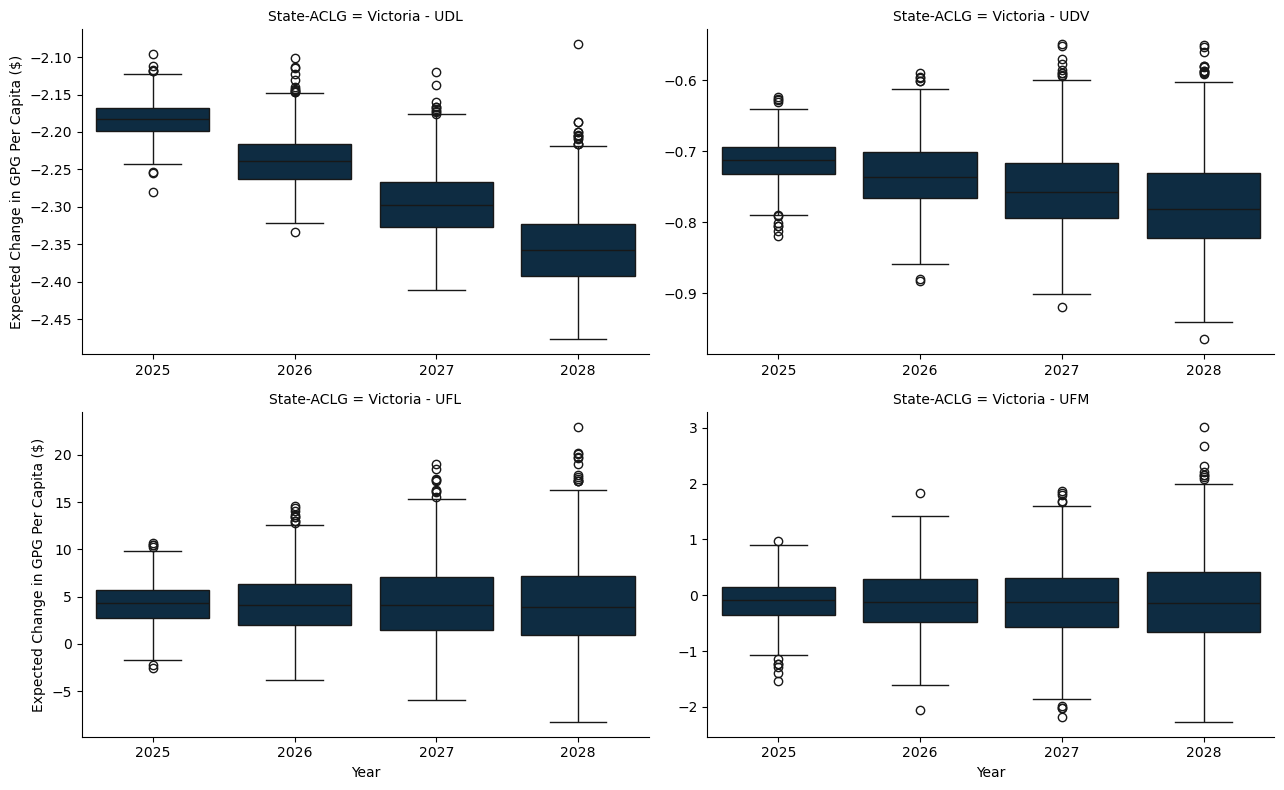 State-ACLG = Victoria - UDL
Expected Change in GPG Per Capita ($)
−2.10
−2.15
−2.20
−2.25
−2.30
−2.35
−2.40
−2.45
2025 2026 2027 2028
State-ACLG = Victoria - UDV
−0.6
−0.7
−0.8
−0.9
2025 2026 2027 2028
State-ACLG = Victoria - UFL
Expected Change in GPG Per Capita ($)
20
15
10
5
0
−5
2025 2026 2027 2028
Year
State-ACLG = Victoria - UFM
3
2
1
0
−1
−2
2025 2026 2027 2028
Year